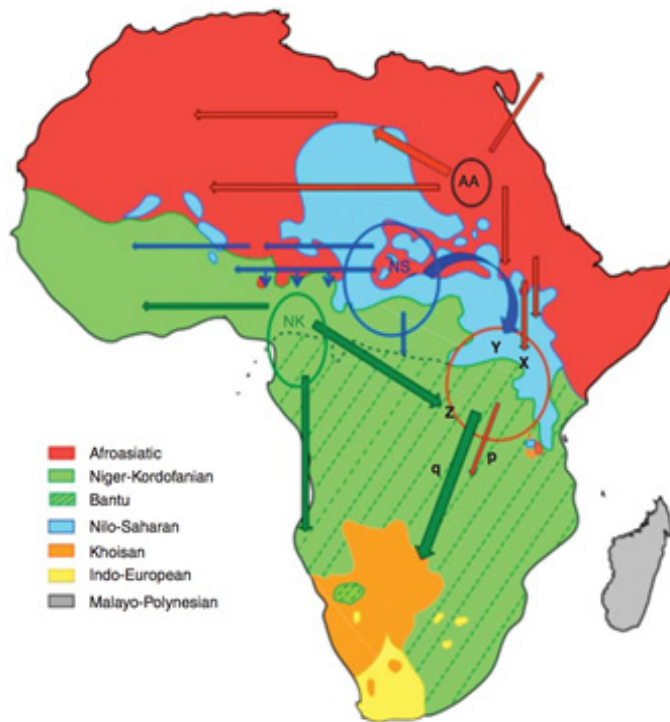 AA
NS
NK
Y
X
Z
q
p
Afroasiatic
Niger-Kordofanian
Bantu
Nilo-Saharan
Khoisan
Indo-European
Malayo-Polynesian